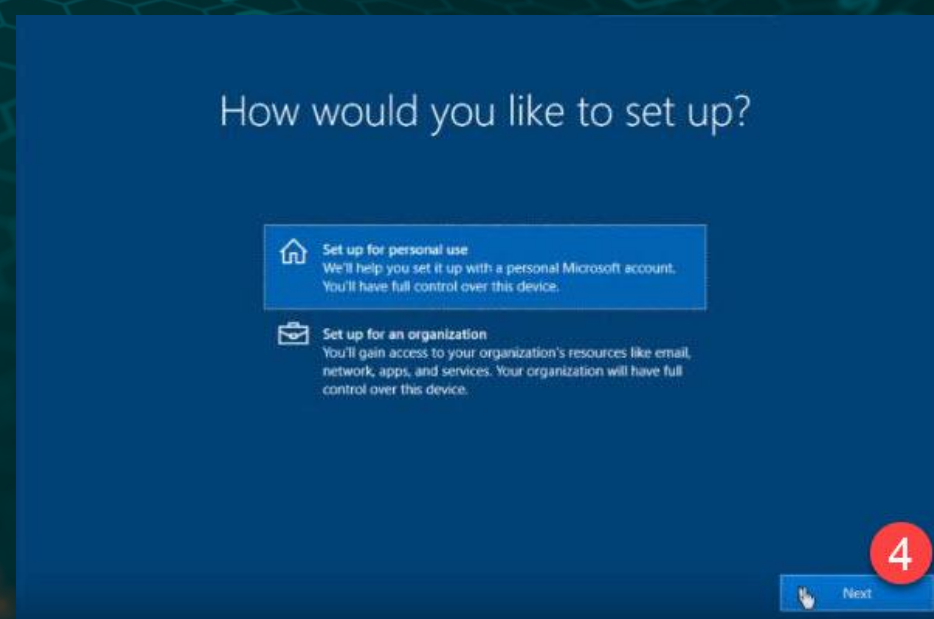 How would you like to set up?
Set up for personal use
We'll help you set it up with a personal Microsoft account.
You'll have full control over this device.
Set up for an organization
You'll gain access to your organization's resources like email,
network, apps, and services. Your organization will have full
control over this device.
4
Next